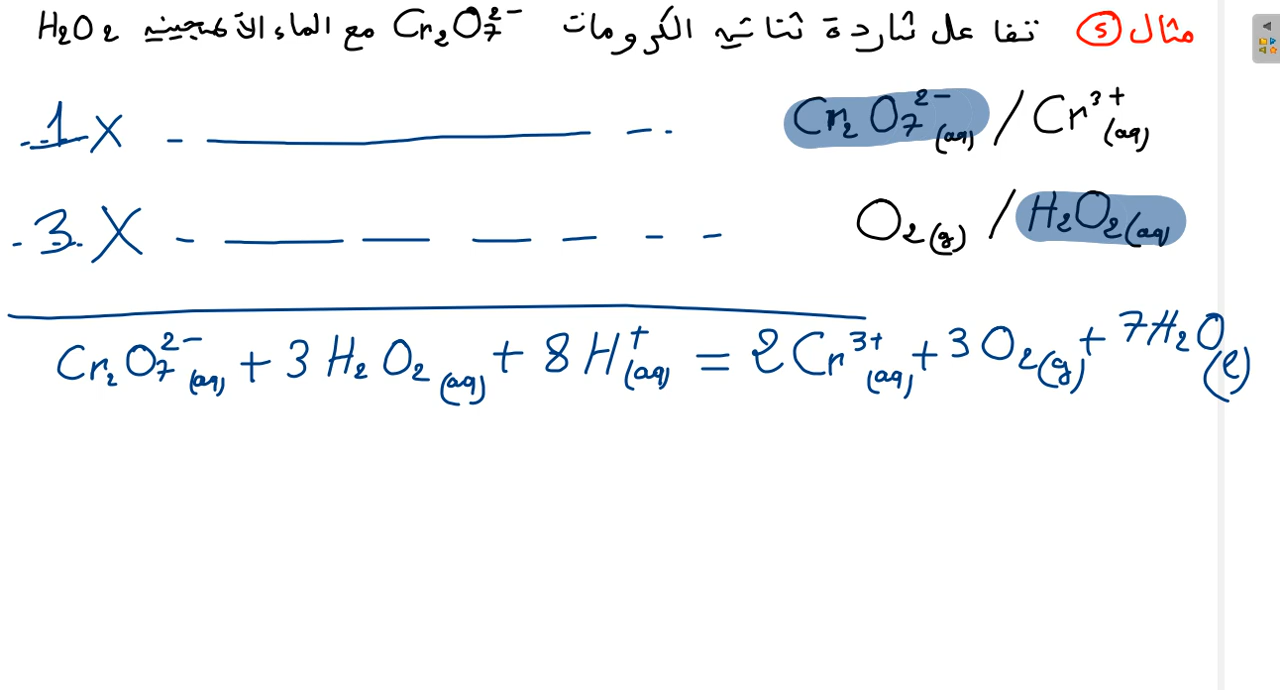 مثال (5) تفاعل شاردة ثنائي الكرومات Cr₂O₇²⁻ مع الماء الأكسجيني H₂O₂
1 X - ——— - - Cr₂O₇²⁻(aq) / Cr³⁺(aq)
3 X - — — — — - - O₂(g) / H₂O₂(aq
Cr₂O₇²⁻(aq) + 3 H₂O₂(aq) + 8 H⁺(aq) = 2 Cr³⁺(aq) + 3 O₂(g) + 7 H₂O(l)